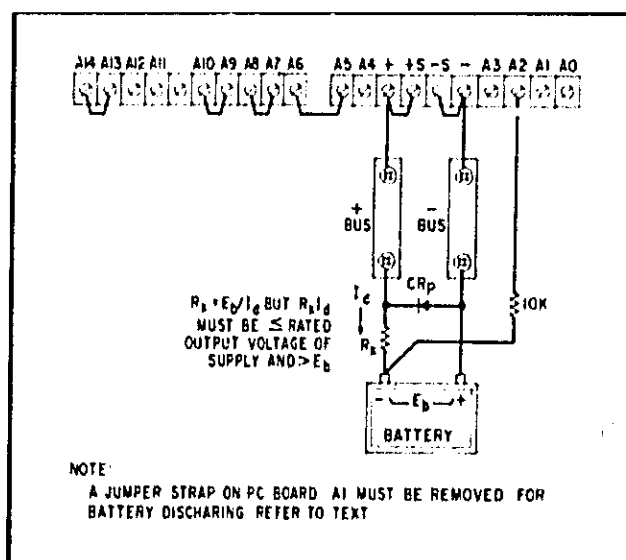 A14 A13 A12 A11 A10 A9 A8 A7 A6 A5 A4 + +S -S - A3 A2 A1 A0
+
BUS
-
BUS
CRp
Id
10K
Rx = Eb/Id BUT RxId
MUST BE ≤ RATED
OUTPUT VOLTAGE OF
SUPPLY AND > Eb
Rx
- Eb +
BATTERY
NOTE:
A JUMPER STRAP ON PC BOARD A1 MUST BE REMOVED FOR
BATTERY DISCHARING REFER TO TEXT